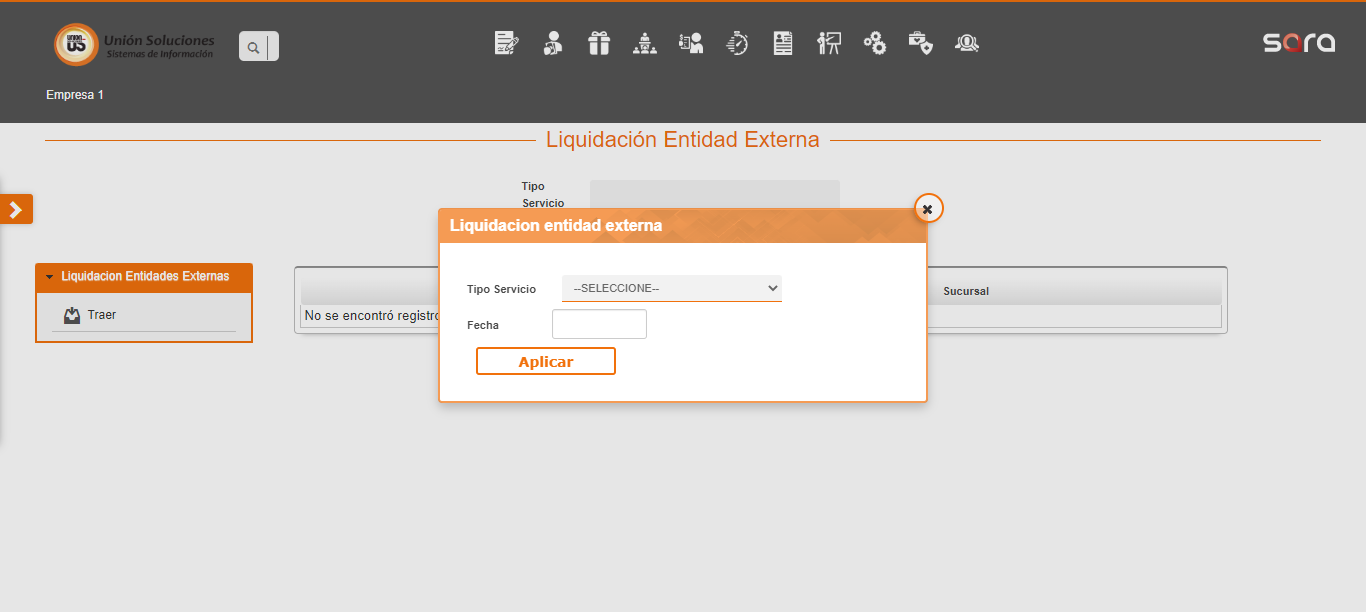 Unión Soluciones
Sistemas de Información
sara
Empresa 1
Liquidación Entidad Externa
Tipo
Servicio
Liquidacion entidad externa
Liquidacion Entidades Externas
Traer
Tipo Servicio
--SELECCIONE--
Fecha
Aplicar
Sucursal
No se encontró registro